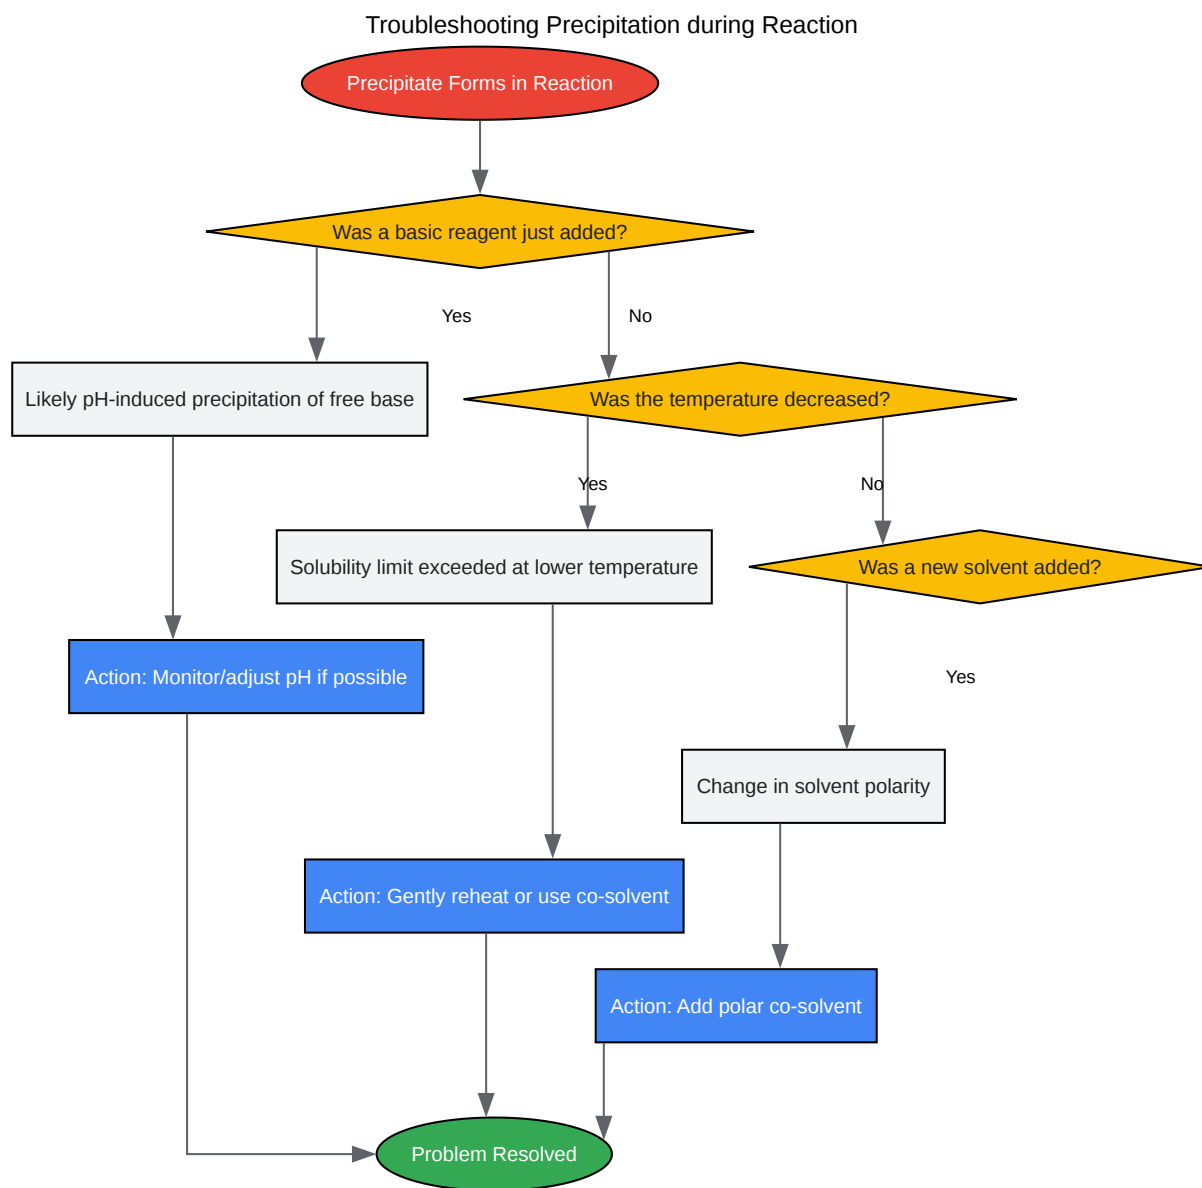 Troubleshooting Precipitation during Reaction
Precipitate Forms in Reaction
Was a basic reagent just added?
Yes
No
Likely pH-induced precipitation of free base
Was the temperature decreased?
Yes
No
Solubility limit exceeded at lower temperature
Was a new solvent added?
Action: Monitor/adjust pH if possible
Yes
Change in solvent polarity
Action: Gently reheat or use co-solvent
Action: Add polar co-solvent
Problem Resolved